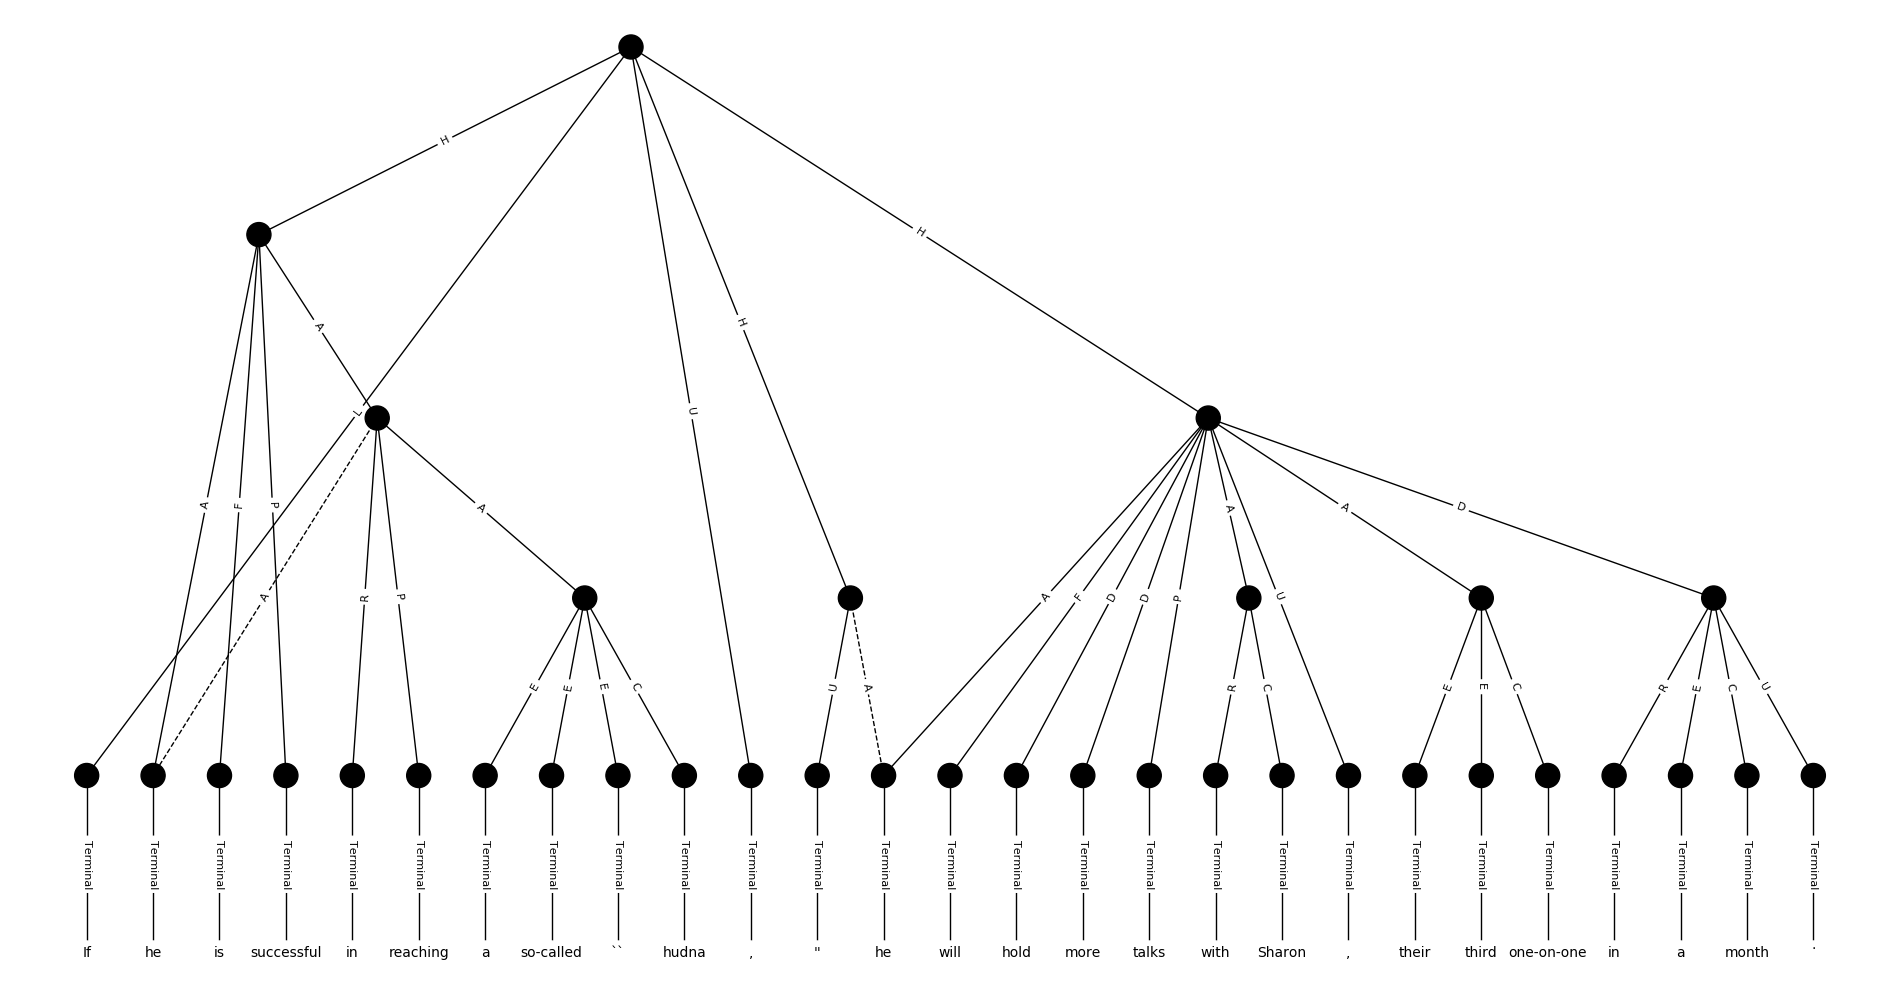 H
H
H
A
L
U
A
F
P
A
A
D
A
A
R
P
A
F
D
D
P
U
E
E
E
C
U
A
R
C
E
E
C
R
E
C
U
Terminal Terminal Terminal Terminal Terminal Terminal Terminal Terminal Terminal Terminal Terminal Terminal Terminal Terminal Terminal Terminal Terminal Terminal Terminal Terminal Terminal Terminal Terminal Terminal Terminal Terminal Terminal
If he is successful in reaching a so-called `` hudna , " he will hold more talks with Sharon , their third one-on-one in a month .